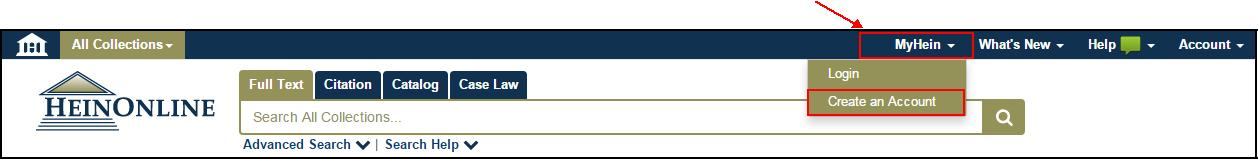 All Collections MyHein What's New Help Account
Login
Full Text Citation Catalog Case Law
Create an Account
HEINONLINE
Search All Collections...
Advanced Search | Search Help